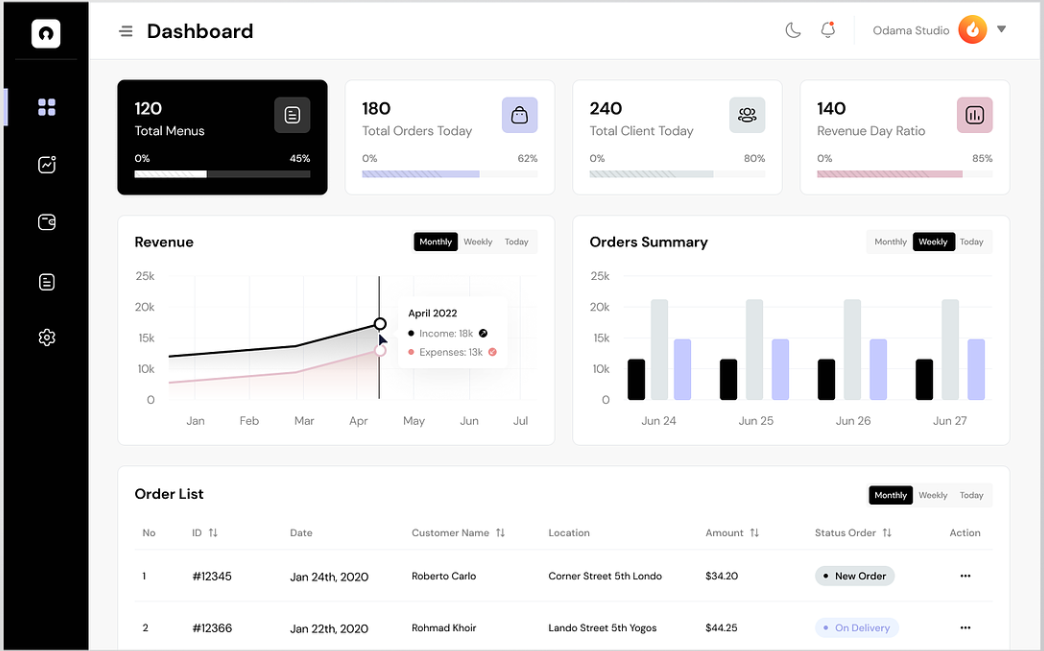 Dashboard
Odama Studio
120
Total Menus
0% 45%
180
Total Orders Today
0% 62%
240
Total Client Today
0% 80%
140
Revenue Day Ratio
0% 85%
Revenue
Monthly Weekly Today
25k
20k
15k
10k
0
Jan Feb Mar Apr May Jun Jul
April 2022
Income: 18k
Expenses: 13k
Orders Summary
Monthly Weekly Today
25k
20k
15k
10k
0
Jun 24 Jun 25 Jun 26 Jun 27
Order List
Monthly Weekly Today
No ID Date Customer Name Location Amount Status Order Action
1 #12345 Jan 24th, 2020 Roberto Carlo Corner Street 5th Londo $34.20 New Order
2 #12366 Jan 22th, 2020 Rohmad Khoir Lando Street 5th Yogos $44.25 On Delivery